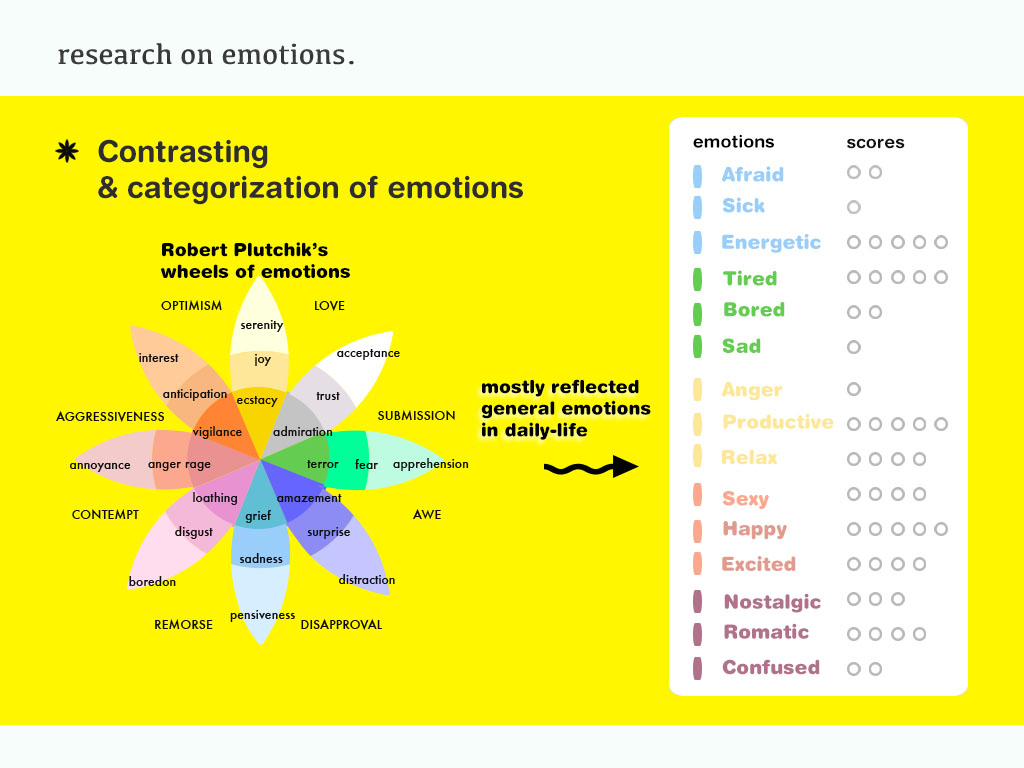 research on emotions.
Contrasting
& categorization of emotions
Robert Plutchik's
wheels of emotions
OPTIMISM
LOVE
serenity
interest
joy
acceptance
anticipation
ecstacy
trust
AGGRESSIVENESS
vigilance
admiration
SUBMISSION
annoyance
anger
rage
terror
fear
apprehension
loathing
amazement
CONTEMPT
grief
AWE
disgust
surprise
sadness
boredon
distraction
pensiveness
REMORSE
DISAPPROVAL
mostly reflected
general emotions
in daily-life
emotions scores
Afraid
Sick
Energetic
Tired
Bored
Sad
Anger
Productive
Relax
Sexy
Happy
Excited
Nostalgic
Romatic
Confused